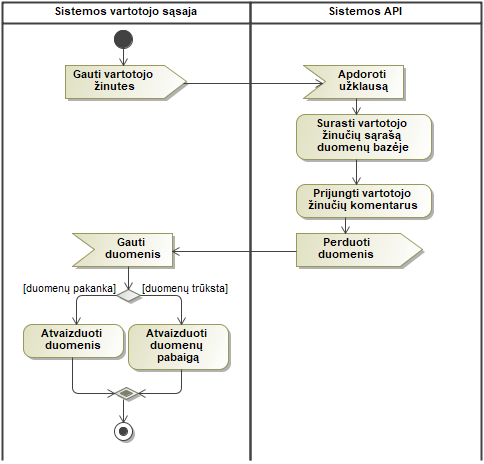 Sistemos vartotojo sąsaja
Sistemos API
Gauti vartotojo
žinutes
Apdoroti
užklausą
Surasti vartotojo
žinučių sąrašą
duomenų bazėje
Prijungti vartotojo
žinučių komentarus
Gauti
duomenis
Perduoti
duomenis
[duomenų pakanka]
[duomenų trūksta]
Atvaizduoti
duomenis
Atvaizduoti
duomenų
pabaigą